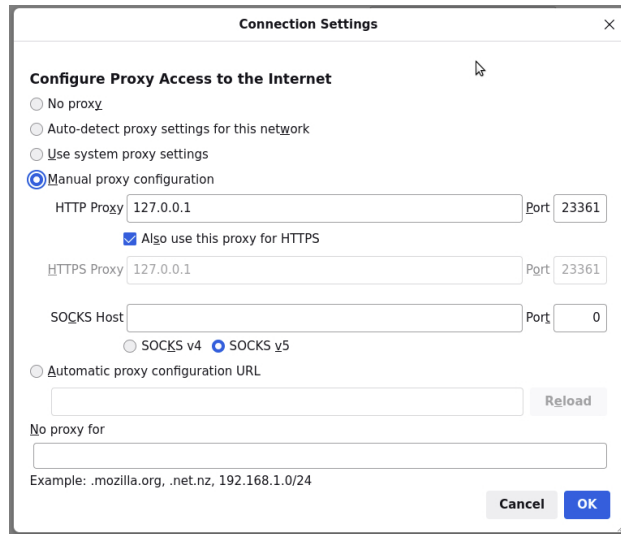 Connection Settings
Configure Proxy Access to the Internet
No proxy
Auto-detect proxy settings for this network
Use system proxy settings
Manual proxy configuration
HTTP Proxy 127.0.0.1 Port 23361
Also use this proxy for HTTPS
HTTPS Proxy 127.0.0.1 Port 23361
SOCKS Host Port 0
SOCKS v4 SOCKS v5
Automatic proxy configuration URL
Reload
No proxy for
Example: .mozilla.org, .net.nz, 192.168.1.0/24
Cancel OK